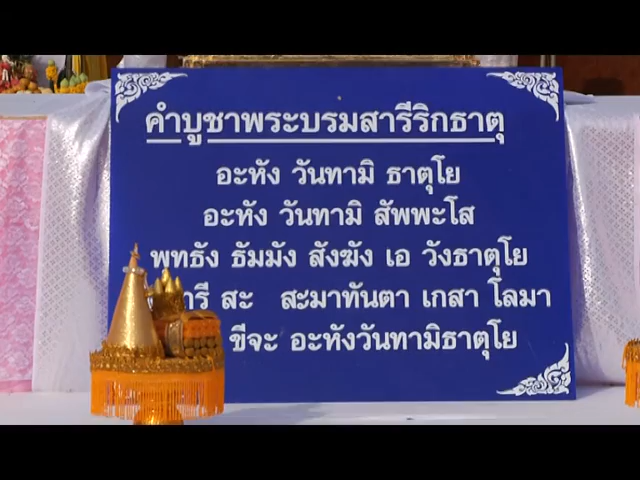 คำบูชาพระบรมสารีริกธาตุ
อะหัง วันทามิ ธาตุโย
อะหัง วันทามิ สัพพะโส
พุทธัง ธัมมัง สังฆัง เอ วังธาตุโย
สะ สะมาทันตา เกสา โลมา
ขีจะ อะหังวันทามิธาตุโย